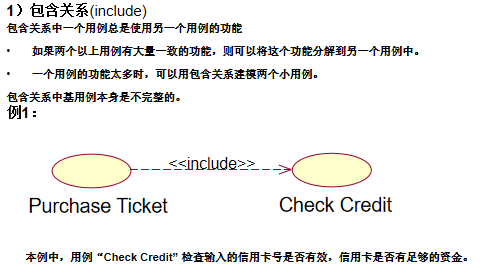 1）包含关系(include)
包含关系中一个用例总是使用另一个用例的功能
• 如果两个以上用例有大量一致的功能，则可以将这个功能分解到另一个用例中。
• 一个用例的功能太多时，可以用包含关系建模两个小用例。
包含关系中基用例本身是不完整的。
例1：
<<include>>
Purchase Ticket
Check Credit
本例中，用例“Check Credit” 检查输入的信用卡号是否有效，信用卡是否有足够的资金。